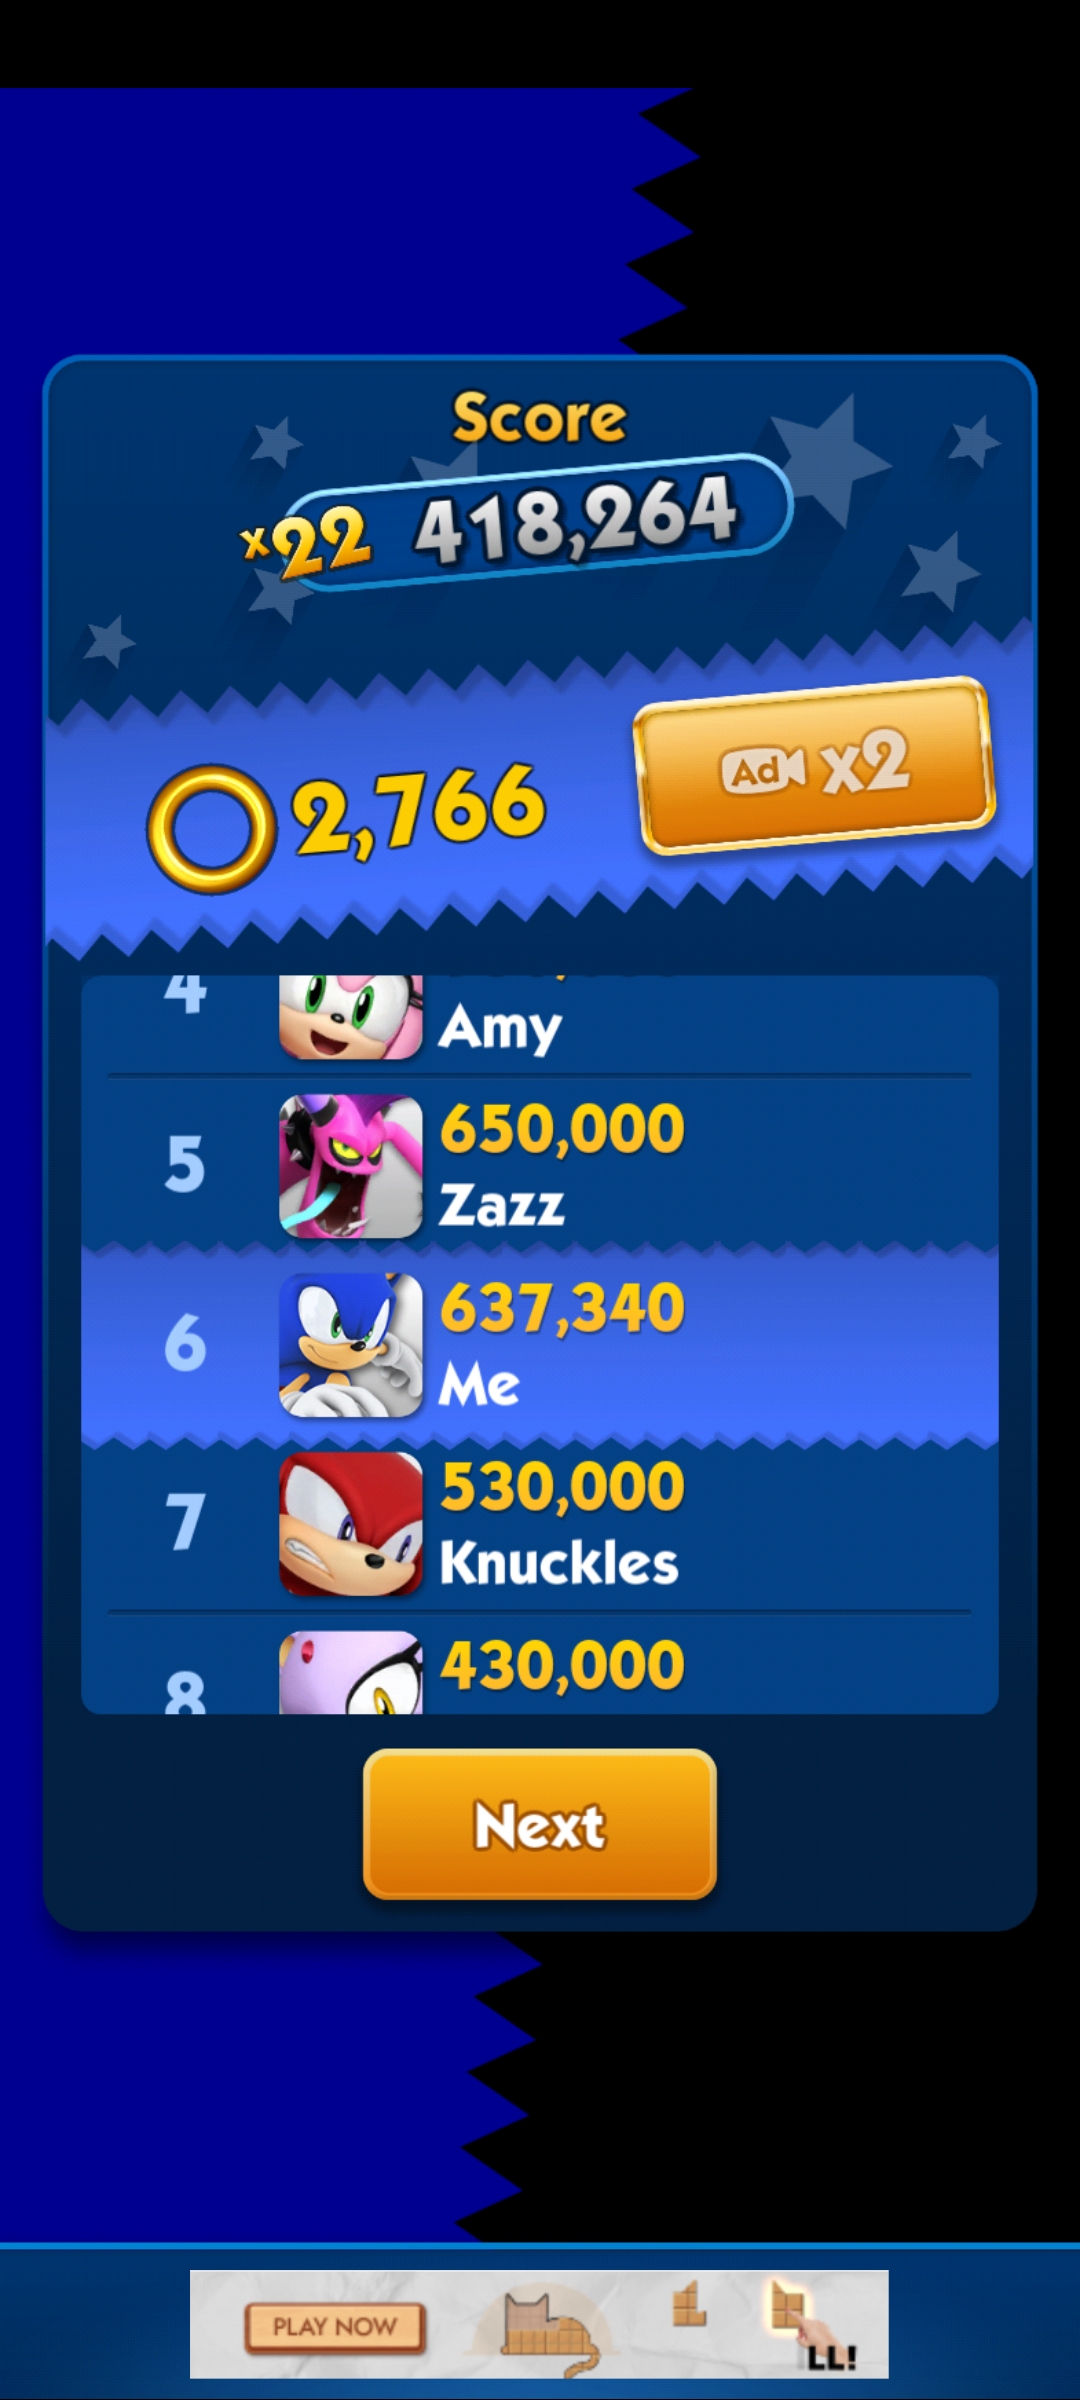 Score
x22 418,264
2,766
Ad x2
4
Amy
5
650,000
Zazz
6
637,340
Me
7
530,000
Knuckles
8
430,000
Next
PLAY NOW
LL!